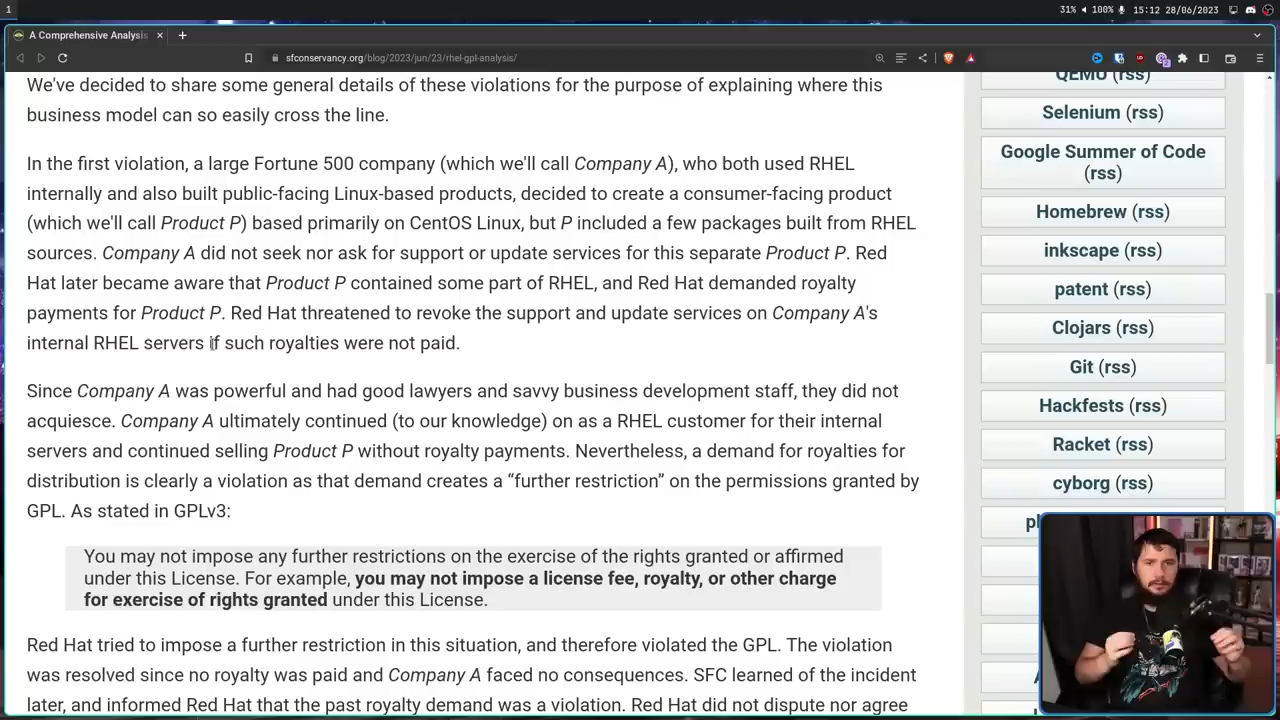 1
31% 100% 15:12 28/06/2023
A Comprehensive Analysis
sfconservancy.org/blog/2023/jun/23/rhel-gpl-analysis/
We've decided to share some general details of these violations for the purpose of explaining where this
business model can so easily cross the line.
In the first violation, a large Fortune 500 company (which we'll call Company A), who both used RHEL
internally and also built public-facing Linux-based products, decided to create a consumer-facing product
(which we'll call Product P) based primarily on CentOS Linux, but P included a few packages built from RHEL
sources. Company A did not seek nor ask for support or update services for this separate Product P. Red
Hat later became aware that Product P contained some part of RHEL, and Red Hat demanded royalty
payments for Product P. Red Hat threatened to revoke the support and update services on Company A's
internal RHEL servers if such royalties were not paid.
Since Company A was powerful and had good lawyers and savvy business development staff, they did not
acquiesce. Company A ultimately continued (to our knowledge) on as a RHEL customer for their internal
servers and continued selling Product P without royalty payments. Nevertheless, a demand for royalties for
distribution is clearly a violation as that demand creates a “further restriction” on the permissions granted by
GPL. As stated in GPLv3:
You may not impose any further restrictions on the exercise of the rights granted or affirmed
under this License. For example, you may not impose a license fee, royalty, or other charge
for exercise of rights granted under this License.
Red Hat tried to impose a further restriction in this situation, and therefore violated the GPL. The violation
was resolved since no royalty was paid and Company A faced no consequences. SFC learned of the incident
later, and informed Red Hat that the past royalty demand was a violation. Red Hat did not dispute nor agree
QEMU (rss)
Selenium (rss)
Google Summer of Code
(rss)
Homebrew (rss)
inkscape (rss)
patent (rss)
Clojars (rss)
Git (rss)
Hackfests (rss)
Racket (rss)
cyborg (rss)